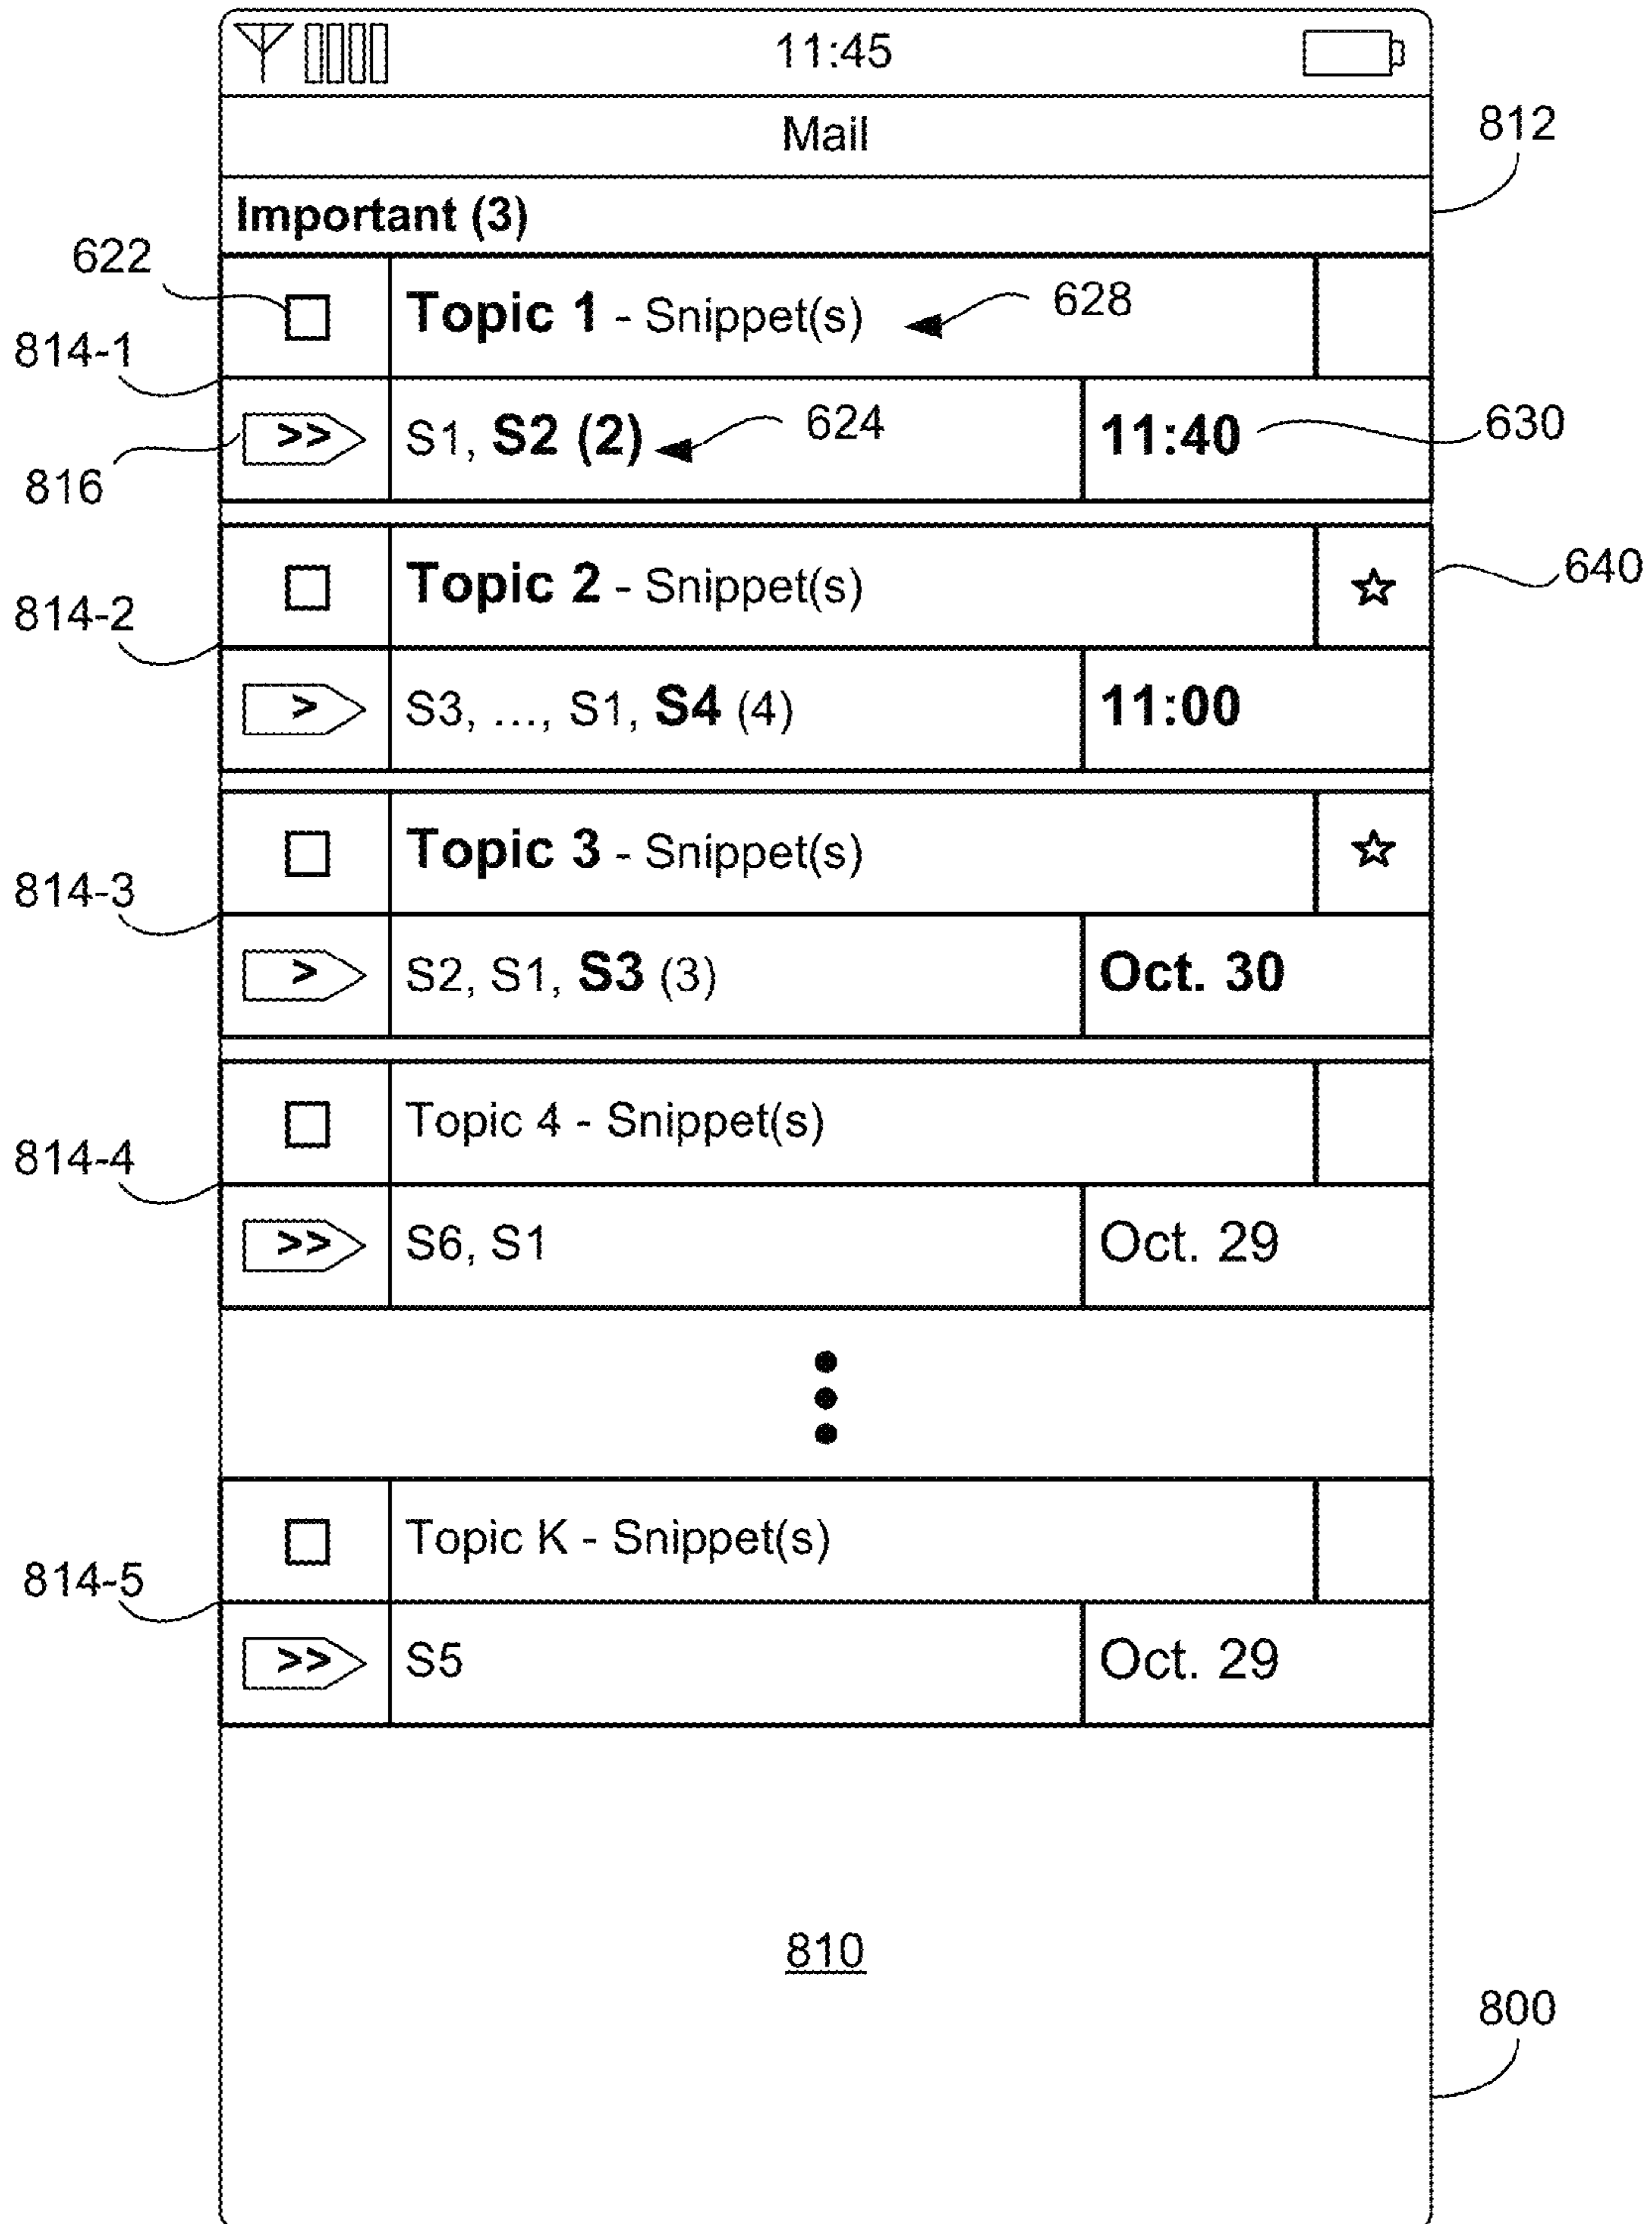 11:45
Mail
812
Important (3)
622
Topic 1 - Snippet(s)
628
814-1
>> S1, S2 (2)
624
11:40
630
816
Topic 2 - Snippet(s)
☆
640
814-2
> S3, ..., S1, S4 (4)
11:00
Topic 3 - Snippet(s)
☆
814-3
> S2, S1, S3 (3)
Oct. 30
Topic 4 - Snippet(s)
814-4
>> S6, S1
Oct. 29
Topic K - Snippet(s)
814-5
>> S5
Oct. 29
810
800